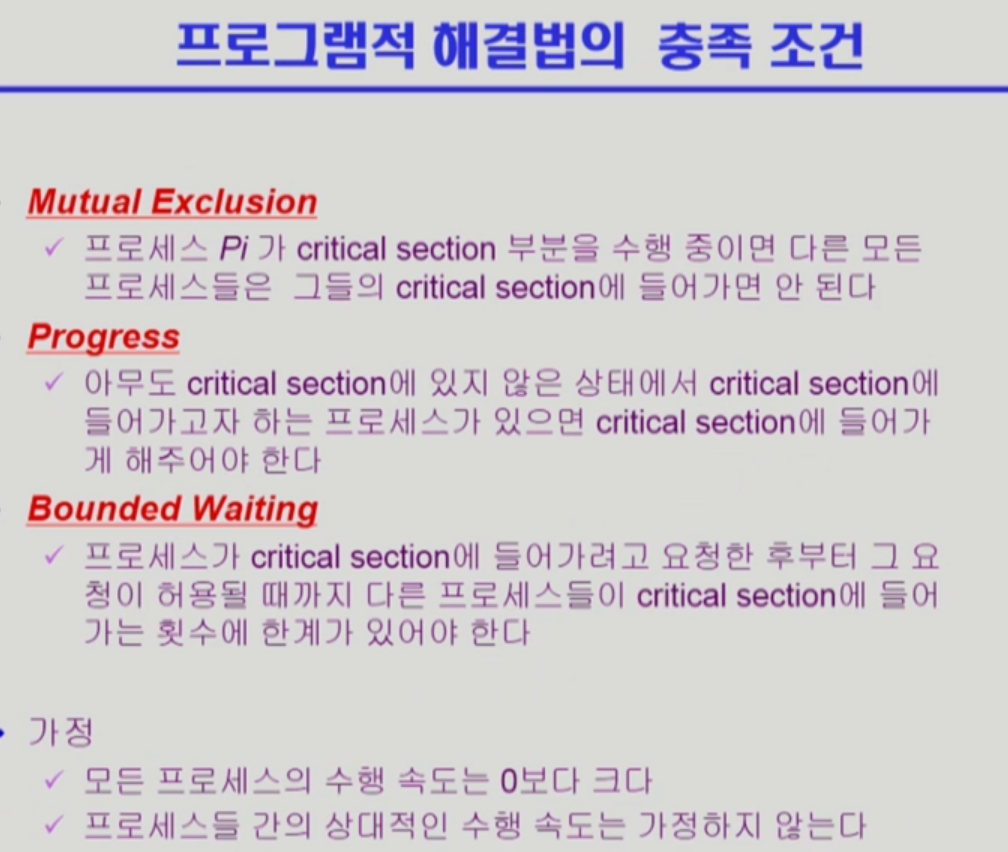 프로그램적 해결법의 충족 조건
Mutual Exclusion
✓ 프로세스 Pi 가 critical section 부분을 수행 중이면 다른 모든
프로세스들은 그들의 critical section에 들어가면 안 된다
Progress
✓ 아무도 critical section에 있지 않은 상태에서 critical section에
들어가고자 하는 프로세스가 있으면 critical section에 들어가
게 해주어야 한다
Bounded Waiting
✓ 프로세스가 critical section에 들어가려고 요청한 후부터 그 요
청이 허용될 때까지 다른 프로세스들이 critical section에 들어
가는 횟수에 한계가 있어야 한다
가정
✓ 모든 프로세스의 수행 속도는 0보다 크다
✓ 프로세스들 간의 상대적인 수행 속도는 가정하지 않는다